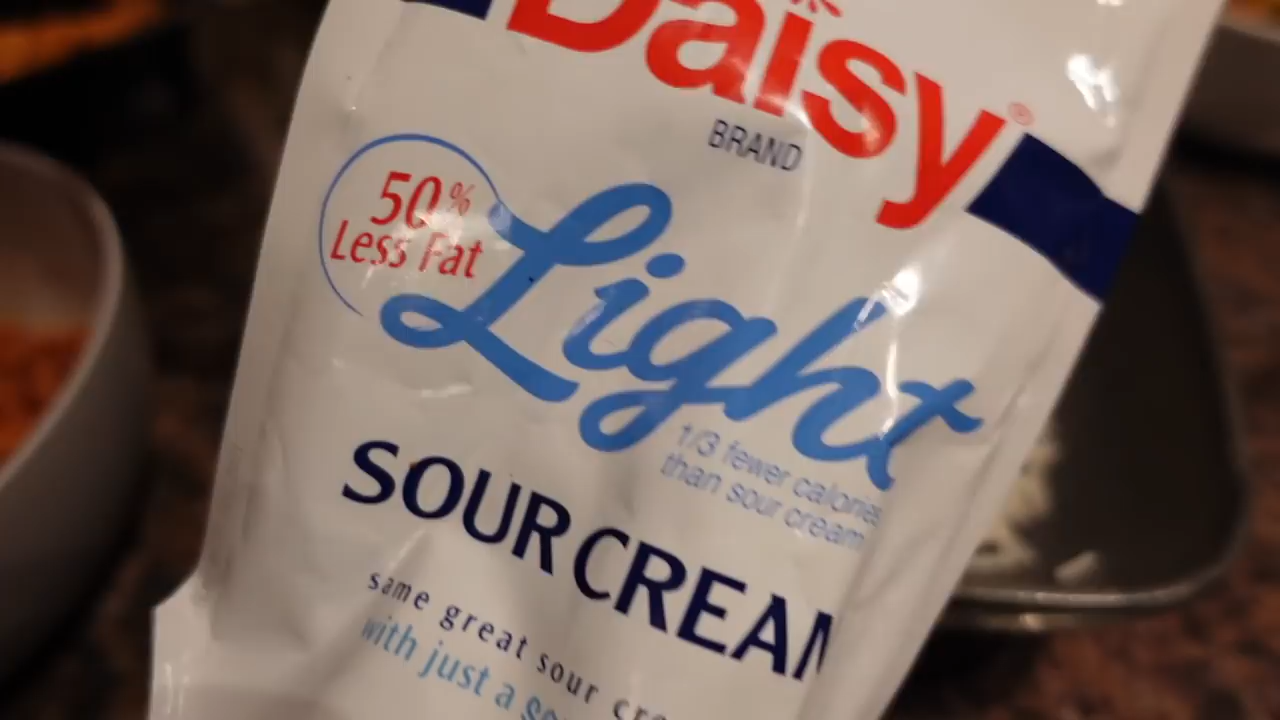 Daisy®
BRAND
50%
Less Fat
Light
1/3 fewer calories
than sour cream
SOUR CREAM
same great sour
with just a